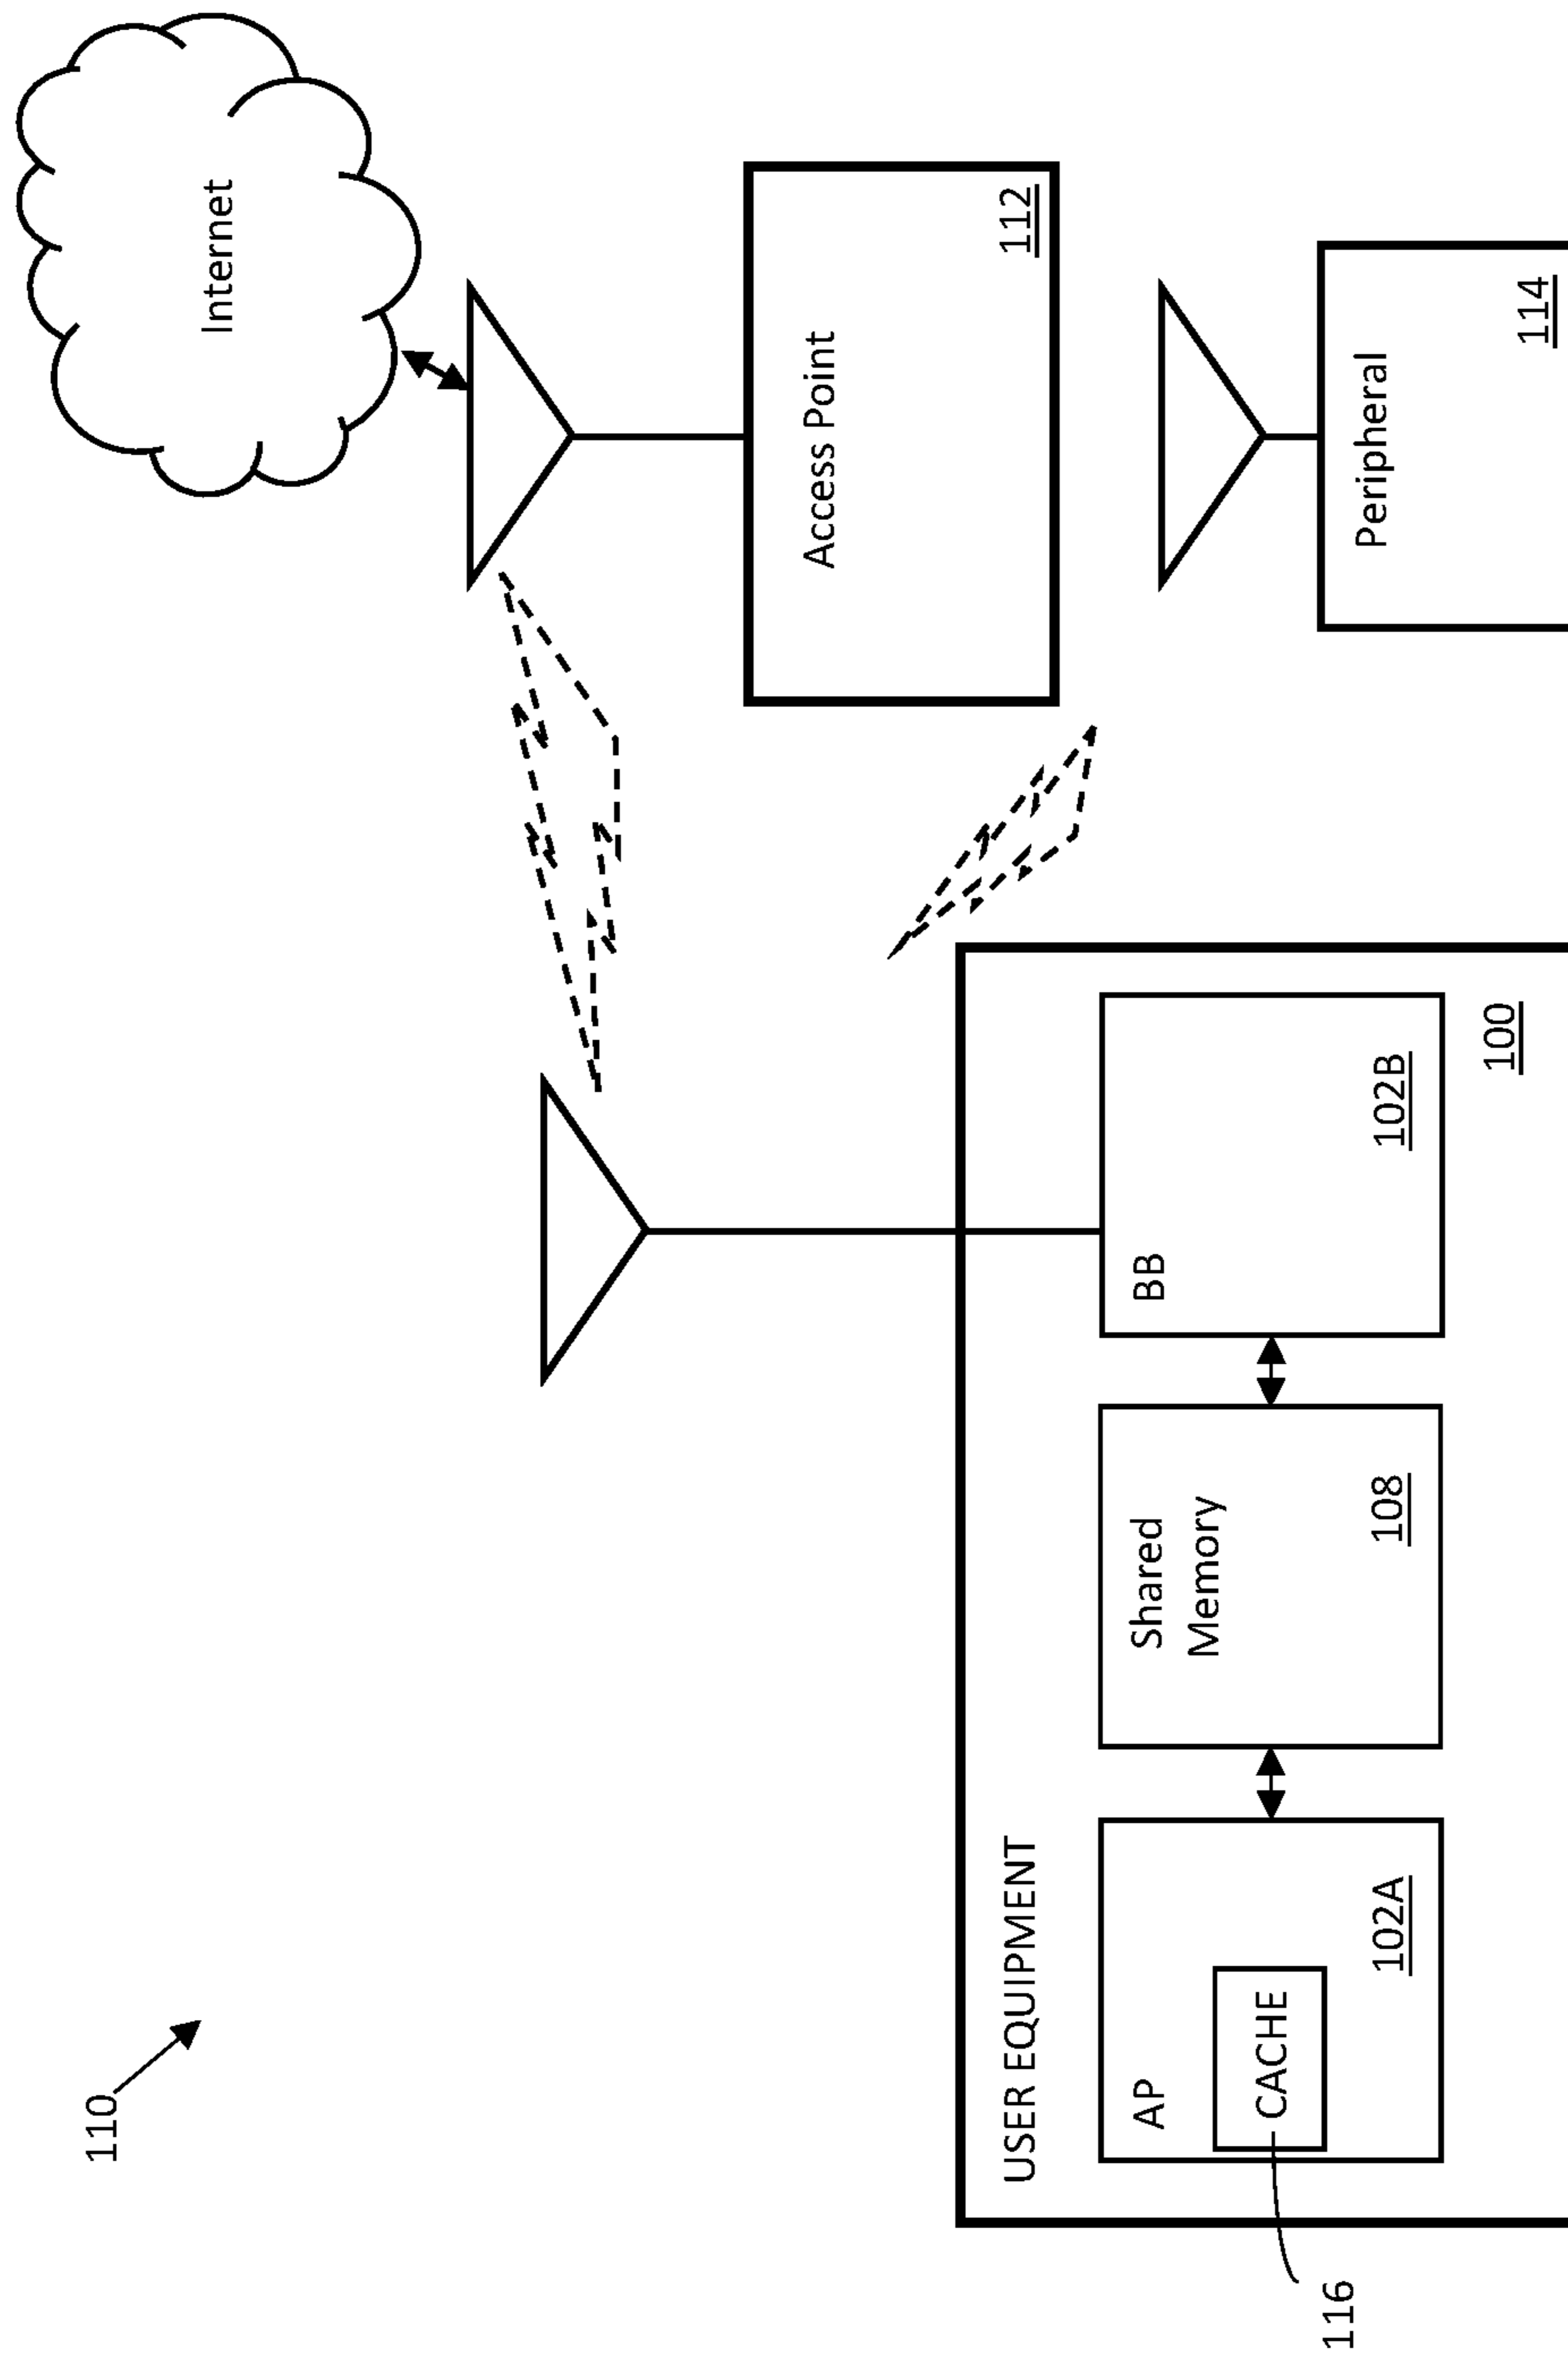 110
Internet
Access Point
112
Peripheral
114
USER EQUIPMENT
AP
CACHE
102A
116
Shared
Memory
108
BB
102B
100